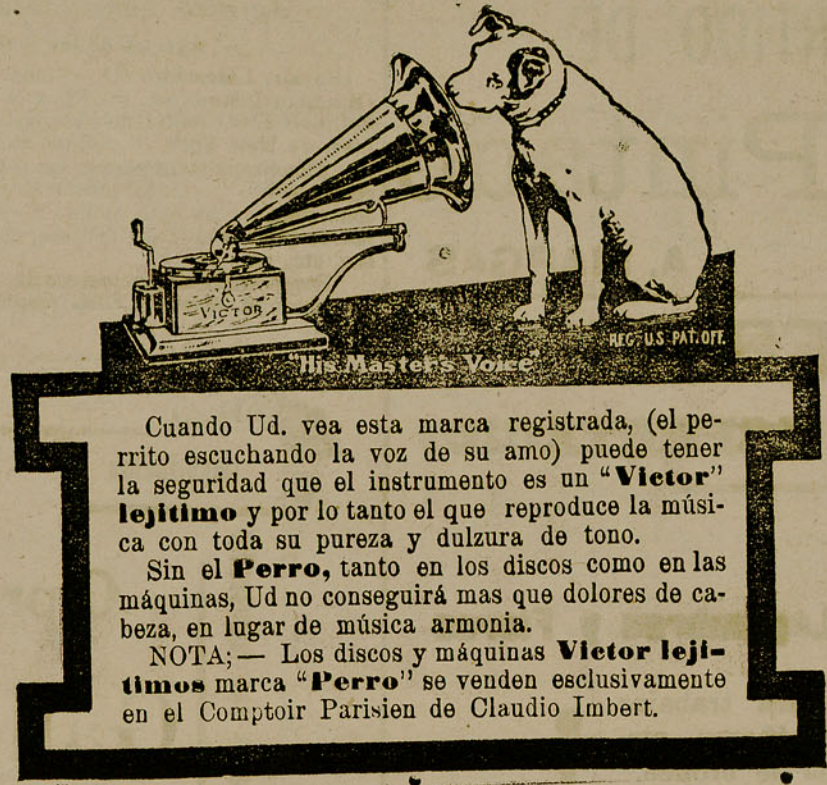 VICTOR
REG. U.S. PAT. OFF.
"His Master's Voice"
Cuando Ud. vea esta marca registrada, (el pe-
rrito escuchando la voz de su amo) puede tener
la seguridad que el instrumento es un "Victor"
lejitimo y por lo tanto el que reproduce la músi-
ca con toda su pureza y dulzura de tono.
Sin el Perro, tanto en los discos como en las
máquinas, Ud no conseguirá mas que dolores de ca-
beza, en lugar de música armonia.
NOTA;— Los discos y máquinas Victor leji-
timos marca "Perro" se venden esclusivamente
en el Comptoir Parisien de Claudio Imbert.